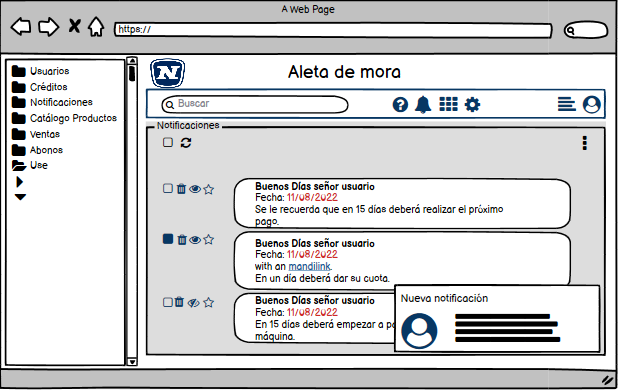 A Web Page
https://
Usuarios
Créditos
Notificaciones
Catálogo Productos
Ventas
Abonos
Use
N
Aleta de mora
Buscar
?
Notificaciones
Buenos Días señor usuario
Fecha: 11/08/2022
Se le recuerda que en 15 días deberá realizar el próximo
pago.
Buenos Días señor usuario
Fecha: 11/08/2022
with an mandilink.
En un día deberá dar su cuota.
Buenos Días señor usuario
Fecha: 11/08/2022
En 15 días deberá empezar a
máquina.
Nueva notificación